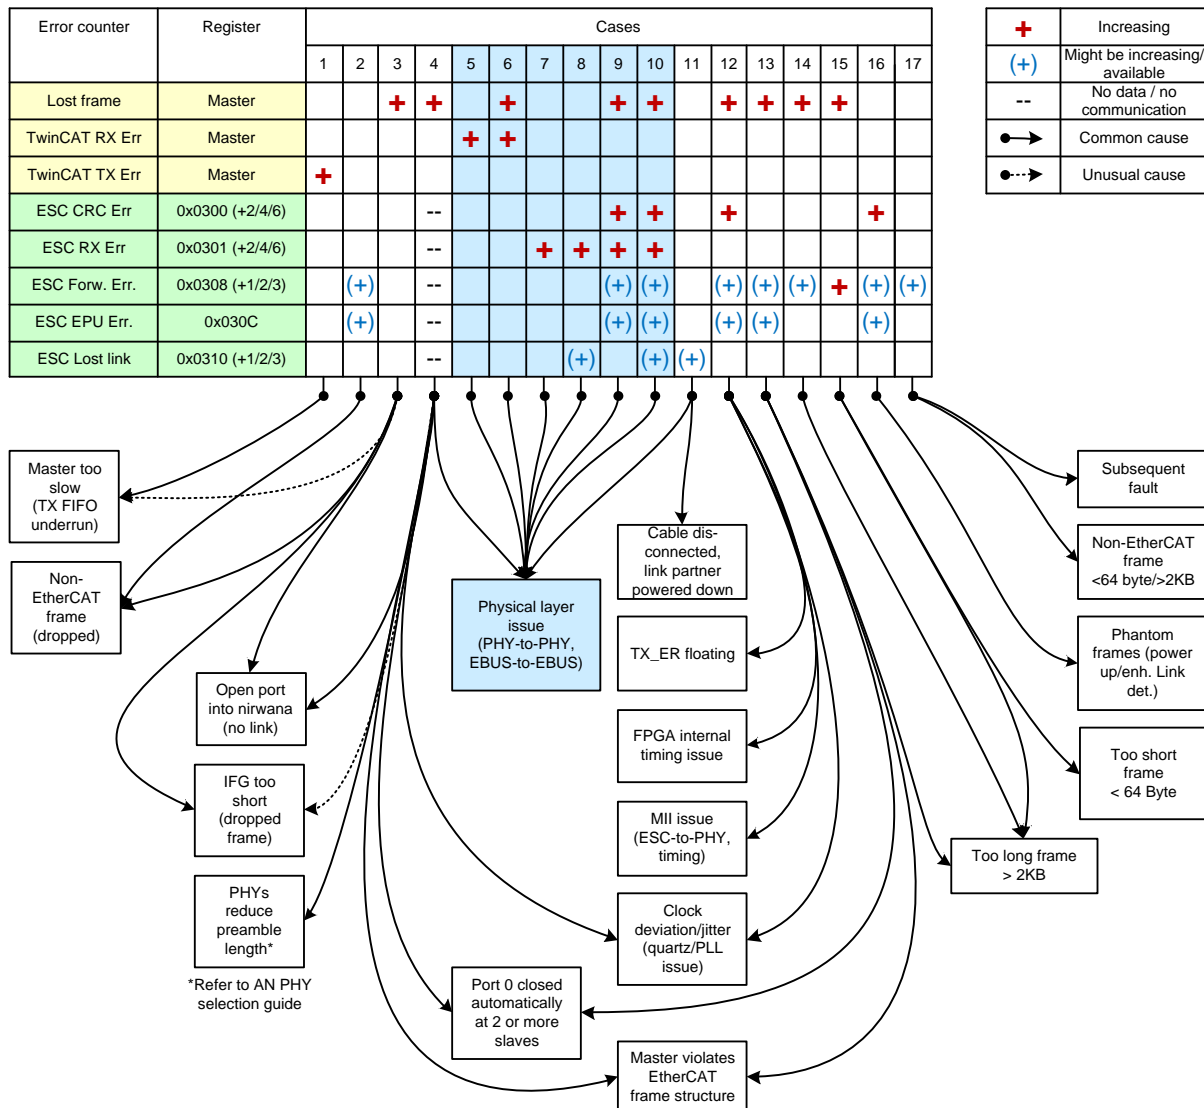 Error counter Register Cases
1 2 3 4 5 6 7 8 9 10 11 12 13 14 15 16 17
Lost frame Master + + + + + + + + +
TwinCAT RX Err Master + +
TwinCAT TX Err Master +
ESC CRC Err 0x0300 (+2/4/6) -- + + + +
ESC RX Err 0x0301 (+2/4/6) -- + + + +
ESC Forw. Err. 0x0308 (+1/2/3) (+) -- (+) (+) (+) (+) (+) + (+) (+)
ESC EPU Err. 0x030C (+) -- (+) (+) (+) (+) (+)
ESC Lost link 0x0310 (+1/2/3) -- (+) (+) (+)
+ Increasing
(+) Might be increasing/
available
-- No data / no
communication
Common cause
Unusual cause
Master too
slow
(TX FIFO
underrun)
Non-
EtherCAT
frame
(dropped)
Open port
into nirwana
(no link)
IFG too
short
(dropped
frame)
PHYs
reduce
preamble
length*
*Refer to AN PHY
selection guide
Physical layer
issue
(PHY-to-PHY,
EBUS-to-EBUS)
Port 0 closed
automatically
at 2 or more
slaves
Cable dis-
connected,
link partner
powered down
TX_ER floating
FPGA internal
timing issue
MII issue
(ESC-to-PHY,
timing)
Clock
deviation/jitter
(quartz/PLL
issue)
Master violates
EtherCAT
frame structure
Subsequent
fault
Non-EtherCAT
frame
<64 byte/>2KB
Phantom
frames (power
up/enh. Link
det.)
Too short
frame
< 64 Byte
Too long frame
> 2KB